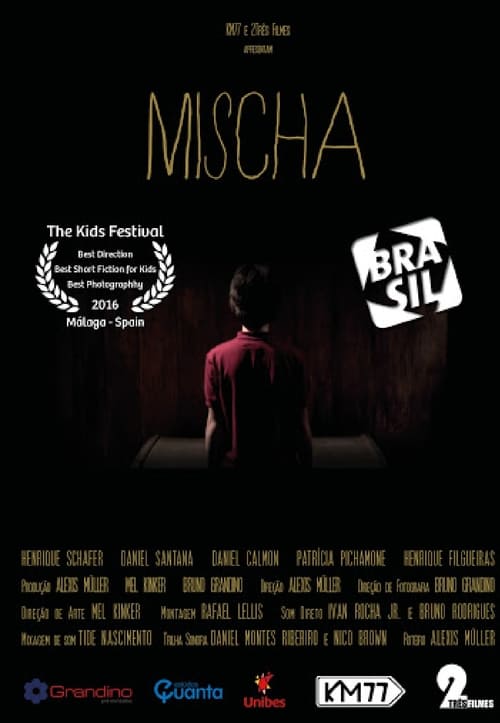 KM77 E 2TRÊS FILMES
APRESENTAM
MISCHA
The Kids Festival
Best Direction
Best Short Fiction for Kids
Best Photographhy
2016
Málaga - Spain
BRA
SIL
HENRIQUE SCHAFER DANIEL SANTANA DANIEL CALMON PATRÍCIA PICHAMONE HENRIQUE FILGUEIRAS
PRODUÇÃO ALEXIS MÜLLER MEL KINKER BRUNO GRANDINO DIREÇÃO ALEXIS MÜLLER DIREÇÃO DE FOTOGRAFIA BRUNO GRANDINO
DIREÇÃO DE ARTE MEL KINKER MONTAGEM RAFAEL LELLIS SOM DIRETO IVAN ROCHA JR. E BRUNO RODRIGUES
MIXAGEM DE SOM TIDE NASCIMENTO TRILHA SONORA DANIEL MONTES RIBERIRO E NICO BROWN ROTEIRO ALEXIS MÜLLER
Grandino
estúdios
Quanta
Unibes
KM77
2
TRÊS FILMES